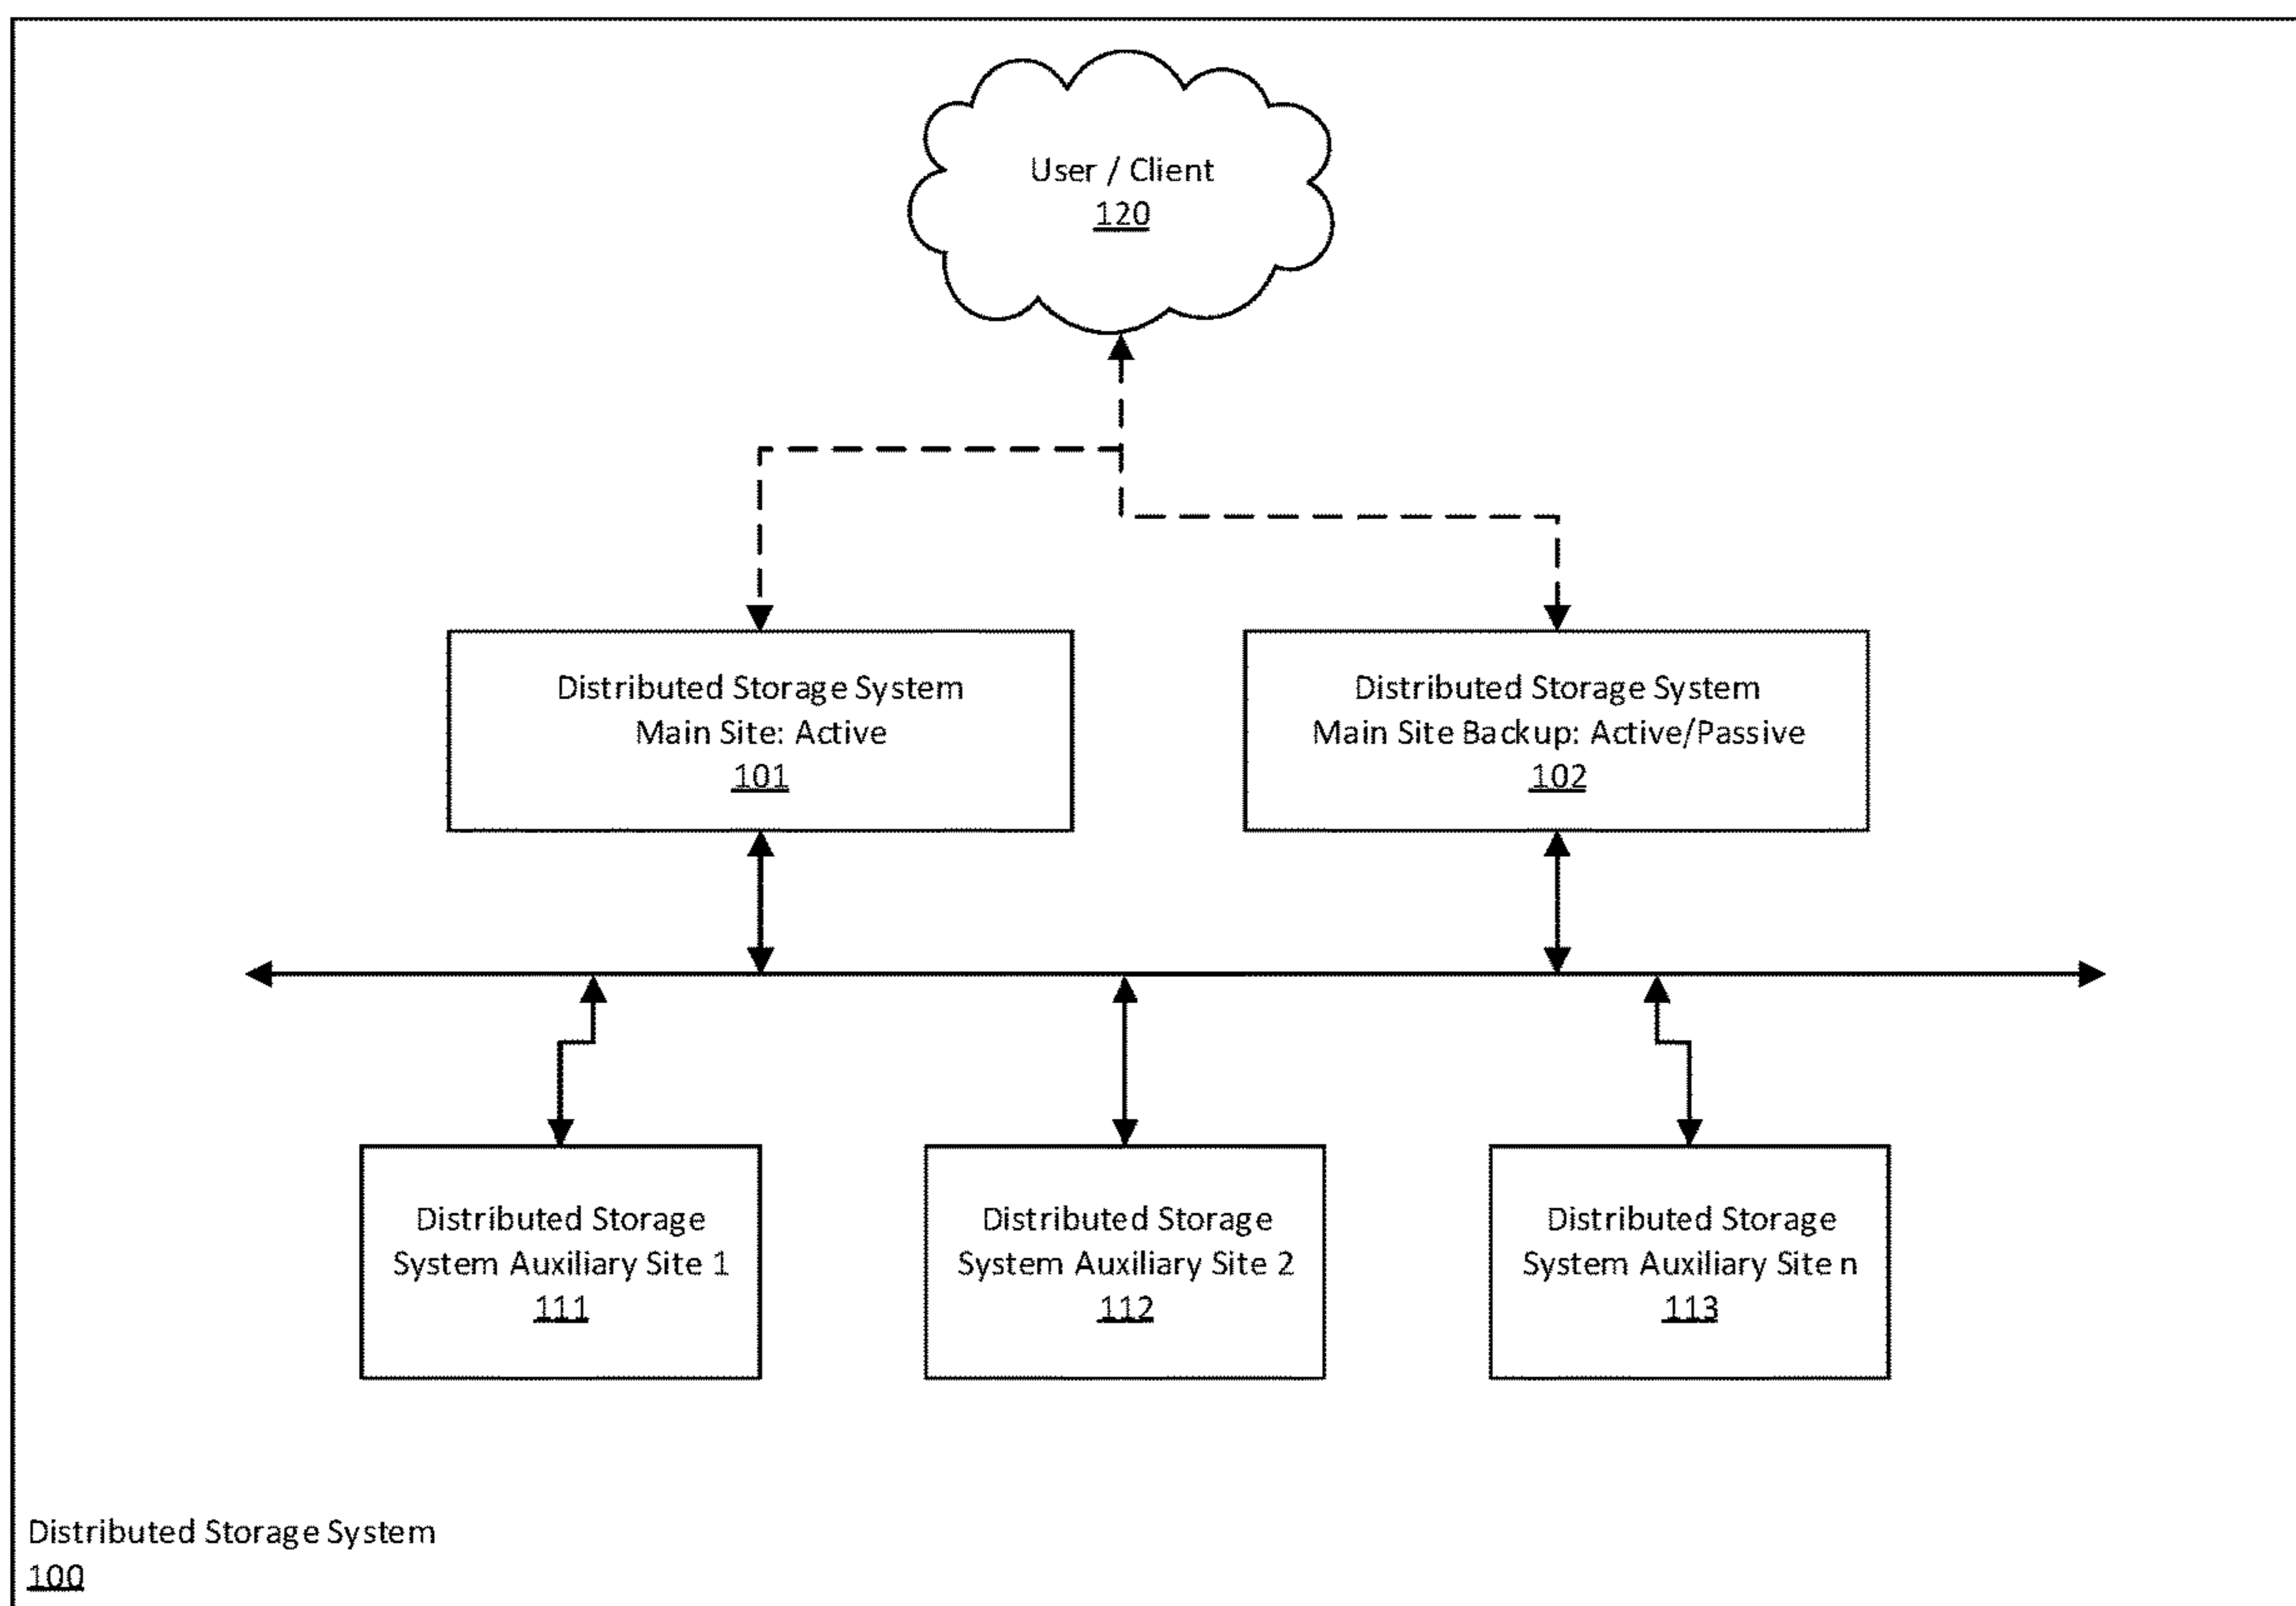 User / Client
120
Distributed Storage System
Main Site: Active
101
Distributed Storage System
Main Site Backup: Active/Passive
102
Distributed Storage
System Auxiliary Site 1
111
Distributed Storage
System Auxiliary Site 2
112
Distributed Storage
System Auxiliary Site n
113
Distributed Storage System
100